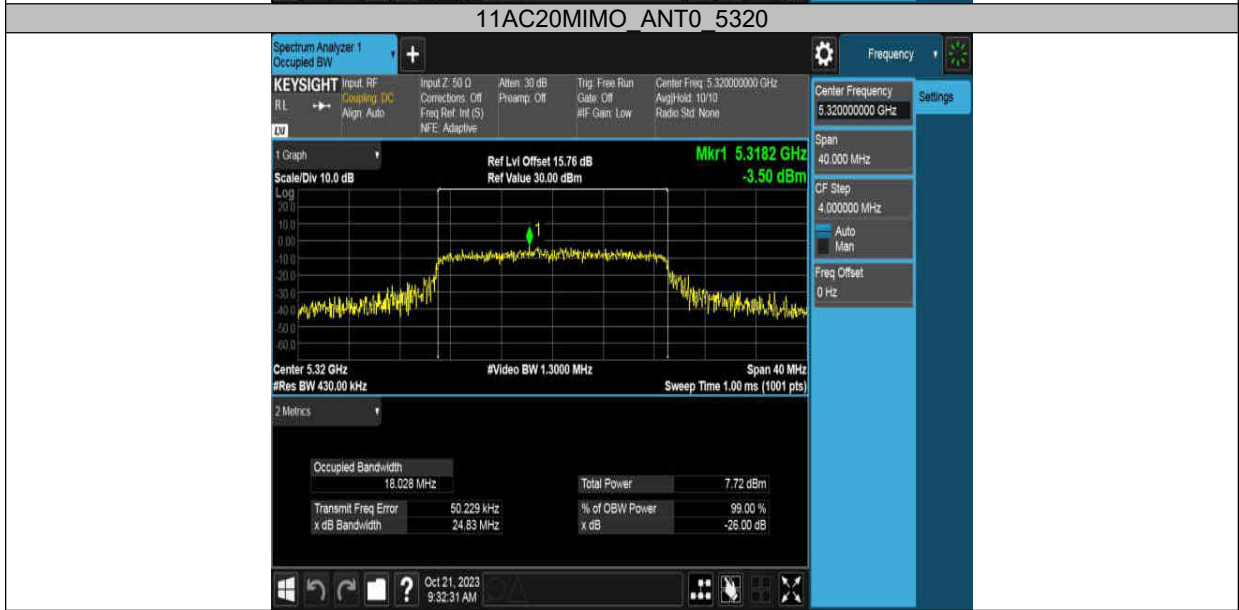 11AC20MIMO_ANT0_5320
Spectrum Analyzer 1
Occupied BW
+
Frequency
KEYSIGHT
RL
LXI
Input: RF
Coupling: DC
Align: Auto
Input Z: 50 Ω
Corrections: Off
Freq Ref: Int (S)
NFE: Adaptive
Atten: 30 dB
Preamp: Off
Trig: Free Run
Gate: Off
#IF Gain: Low
Center Freq: 5.320000000 GHz
Avg|Hold: 10/10
Radio Std: None
Center Frequency
5.320000000 GHz
Settings
Span
40.000 MHz
CF Step
4.000000 MHz
Auto
Man
Freq Offset
0 Hz
1 Graph
Scale/Div 10.0 dB
Ref Lvl Offset 15.76 dB
Ref Value 30.00 dBm
Mkr1 5.3182 GHz
-3.50 dBm
Log
20.0
10.0
0.00
-10.0
-20.0
-30.0
-40.0
-50.0
-60.0
1
Center 5.32 GHz
#Res BW 430.00 kHz
#Video BW 1.3000 MHz
Span 40 MHz
Sweep Time 1.00 ms (1001 pts)
2 Metrics
Occupied Bandwidth
18.028 MHz
Transmit Freq Error 50.229 kHz
x dB Bandwidth 24.83 MHz
Total Power 7.72 dBm
% of OBW Power 99.00 %
x dB -26.00 dB
?
Oct 21, 2023
9:32:31 AM